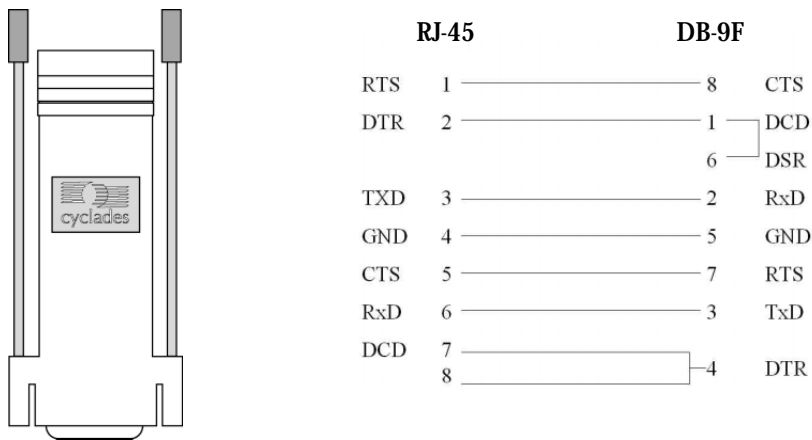 RJ-45 DB-9F
RTS 1 8 CTS
DTR 2 1 DCD
6 DSR
TXD 3 2 RxD
cyclades
GND 4 5 GND
CTS 5 7 RTS
RxD 6 3 TxD
DCD 7
4 DTR
8